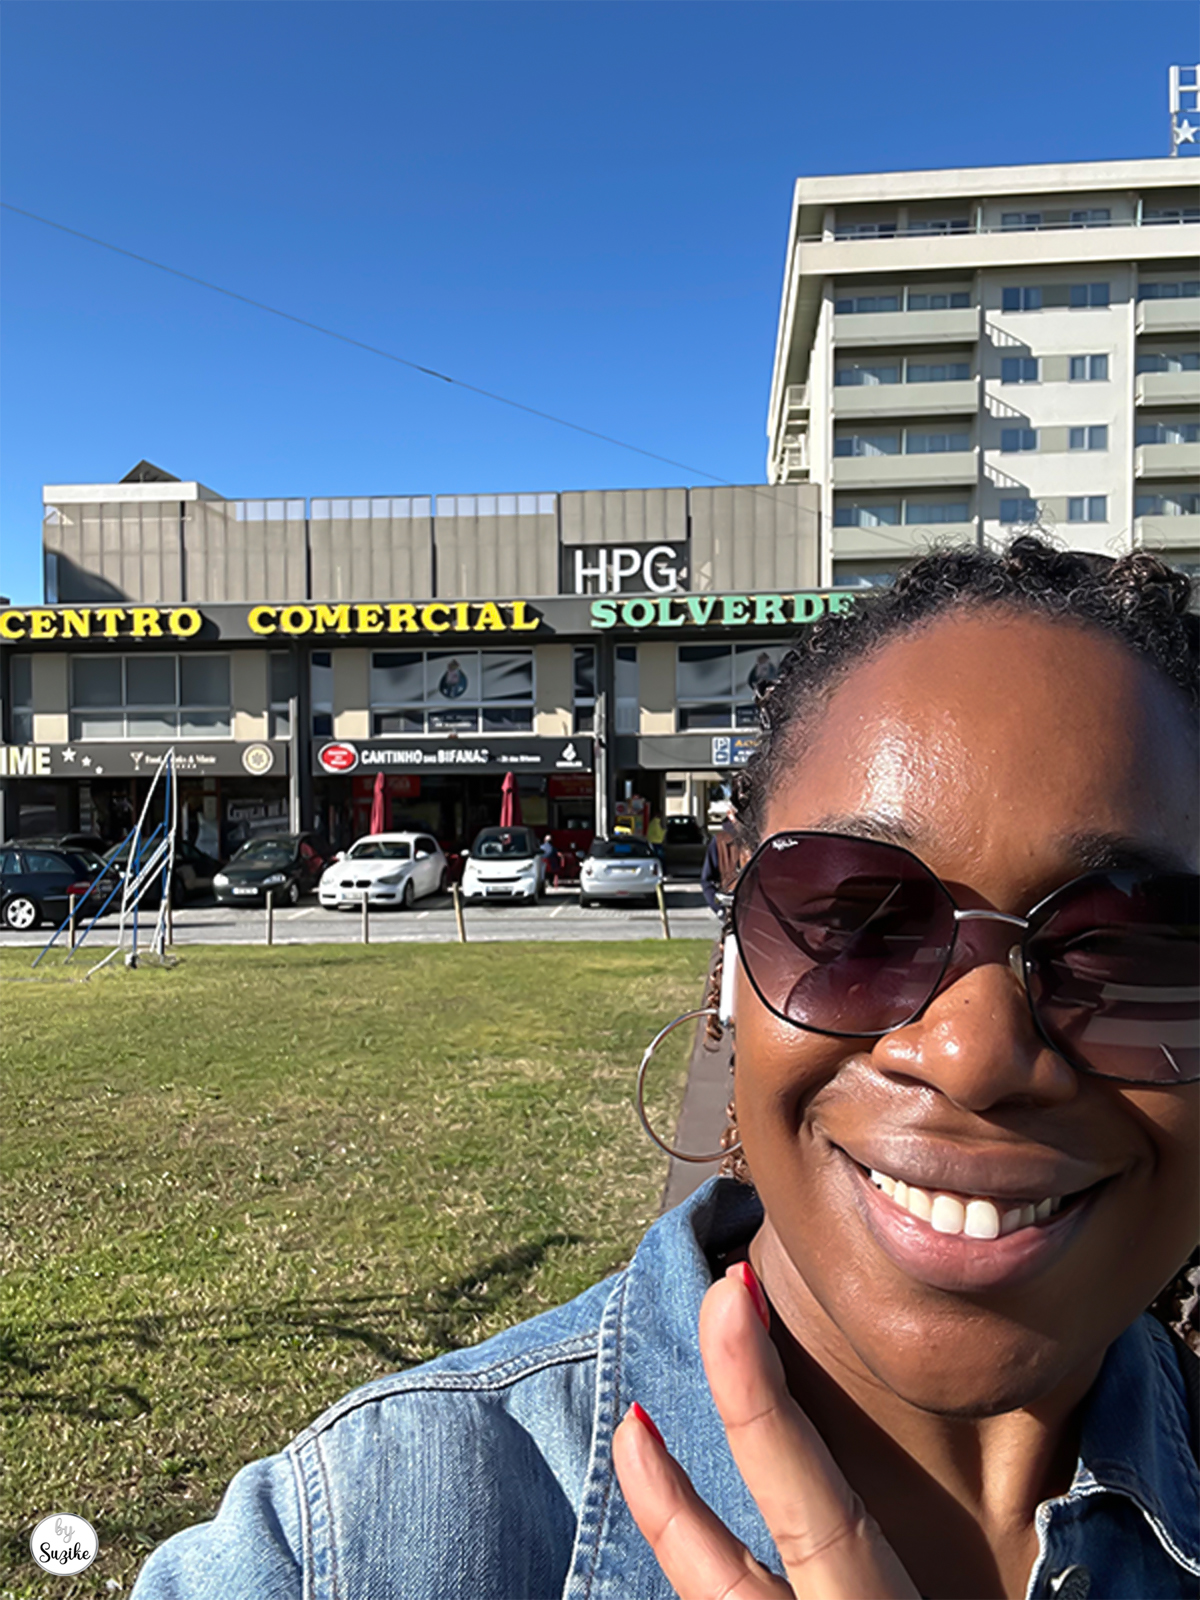 H
HPG
CENTRO COMERCIAL SOLVERDE
IME
CANTINHO DAS BIFANAS
by
Suzike